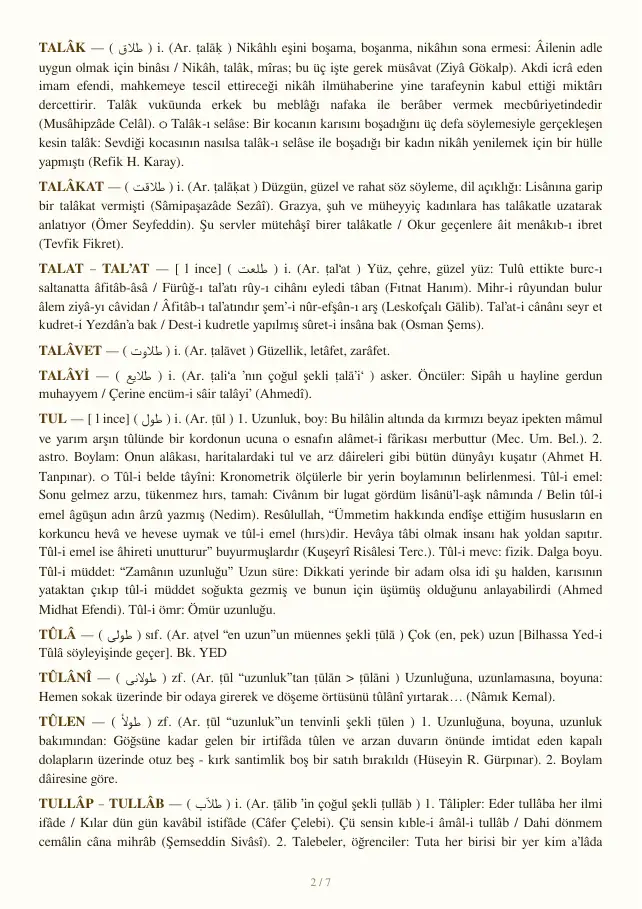 TALÂK — ( طلاق ) i. (Ar. ṭalāḳ ) Nikâhlı eşini boşama, boşanma, nikâhın sona ermesi: Âilenin adle
uygun olmak için binâsı / Nikâh, talâk, mîras; bu üç işte gerek müsâvat (Ziyâ Gökalp). Akdi icrâ eden
imam efendi, mahkemeye tescil ettireceği nikâh ilmühaberine yine tarafeynin kabul ettiği miktârı
dercettirir. Talâk vukūunda erkek bu meblâğı nafaka ile berâber vermek mecbûriyetindedir
(Musâhipzâde Celâl). ѻ Talâk-ı selâse: Bir kocanın karısını boşadığını üç defa söylemesiyle gerçekleşen
kesin talâk: Sevdiği kocasının nasılsa talâk-ı selâse ile boşadığı bir kadın nikâh yenilemek için bir hülle
yapmıştı (Refik H. Karay).
TALÂKAT — ( طلاقت ) i. (Ar. ṭalāḳat ) Düzgün, güzel ve rahat söz söyleme, dil açıklığı: Lisânına garip
bir talâkat vermişti (Sâmipaşazâde Sezâî). Grazya, şuh ve müheyyiç kadınlara has talâkatle uzatarak
anlatıyor (Ömer Seyfeddin). Şu servler mütehâşî birer talâkatle / Okur geçenlere âit menâkıb-ı ibret
(Tevfik Fikret).
TALAT – TAL’AT — [ l ince] ( طلعت ) i. (Ar. ṭal‘at ) Yüz, çehre, güzel yüz: Tulû ettikte burc-ı
saltanatta âfitâb-âsâ / Fürûğ-ı tal’atı rûy-ı cihânı eyledi tâban (Fıtnat Hanım). Mihr-i rûyundan bulur
âlem ziyâ-yı câvidan / Âfitâb-ı tal’atındır şem’-i nûr-efşân-ı arş (Leskofçalı Gālib). Tal’at-i cânânı seyr et
kudret-i Yezdân’a bak / Dest-i kudretle yapılmış sûret-i insâna bak (Osman Şems).
TALÂVET — ( طلاوت ) i. (Ar. ṭalāvet ) Güzellik, letâfet, zarâfet.
TALÂYİ — ( طلايع ) i. (Ar. ṭali‘a ’nın çoğul şekli ṭalā’i‘ ) asker. Öncüler: Sipâh u hayline gerdun
muhayyem / Çerine encüm-i sâir talâyi’ (Ahmedî).
TUL — [ l ince] ( طول ) i. (Ar. ṭūl ) 1. Uzunluk, boy: Bu hilâlin altında da kırmızı beyaz ipekten mâmul
ve yarım arşın tûlünde bir kordonun ucuna o esnafın alâmet-i fârikası merbuttur (Mec. Um. Bel.). 2.
astro. Boylam: Onun alâkası, haritalardaki tul ve arz dâireleri gibi bütün dünyâyı kuşatır (Ahmet H.
Tanpınar). ѻ Tûl-i belde tâyîni: Kronometrik ölçülerle bir yerin boylamının belirlenmesi. Tûl-i emel:
Sonu gelmez arzu, tükenmez hırs, tamah: Civânım bir lugat gördüm lisânü’l-aşk nâmında / Belin tûl-i
emel âgūşun adın ârzû yazmış (Nedim). Resûlullah, “Ümmetim hakkında endîşe ettiğim hususların en
korkuncu hevâ ve hevese uymak ve tûl-i emel (hırs)dir. Hevâya tâbi olmak insanı hak yoldan sapıtır.
Tûl-i emel ise âhireti unutturur” buyurmuşlardır (Kuşeyrî Risâlesi Terc.). Tûl-i mevc: fizik. Dalga boyu.
Tûl-i müddet: “Zamânın uzunluğu” Uzun süre: Dikkati yerinde bir adam olsa idi şu halden, karısının
yataktan çıkıp tûl-i müddet soğukta gezmiş ve bunun için üşümüş olduğunu anlayabilirdi (Ahmed
Midhat Efendi). Tûl-i ömr: Ömür uzunluğu.
TÛLÂ — ( طولى ) sıf. (Ar. aṭvel “en uzun”un müennes şekli ṭūlā ) Çok (en, pek) uzun [Bilhassa Yed-i
Tûlâ söyleyişinde geçer]. Bk. YED
TÛLÂNÎ — ( طولانى ) zf. (Ar. ṭūl “uzunluk”tan ṭūlān > ṭūlāni ) Uzunluğuna, uzunlamasına, boyuna:
Hemen sokak üzerinde bir odaya girerek ve döşeme örtüsünü tûlânî yırtarak… (Nâmık Kemal).
TÛLEN — ( طولاً ) zf. (Ar. ṭūl “uzunluk”un tenvinli şekli ṭūlen ) 1. Uzunluğuna, boyuna, uzunluk
bakımından: Göğsüne kadar gelen bir irtifâda tûlen ve arzan duvarın önünde imtidat eden kapalı
dolapların üzerinde otuz beş - kırk santimlik boş bir satıh bırakıldı (Hüseyin R. Gürpınar). 2. Boylam
dâiresine göre.
TULLÂP – TULLÂB — ( طلاّب ) i. (Ar. ṭālib ’in çoğul şekli ṭullāb ) 1. Tâlipler: Eder tullâba her ilmi
ifâde / Kılar dün gün kavâbil istifâde (Câfer Çelebi). Çü sensin kıble-i âmâl-i tullâb / Dahi dönmem
cemâlin câna mihrâb (Şemseddin Sivâsî). 2. Talebeler, öğrenciler: Tuta her birisi bir yer kim a’lâda
2 / 7